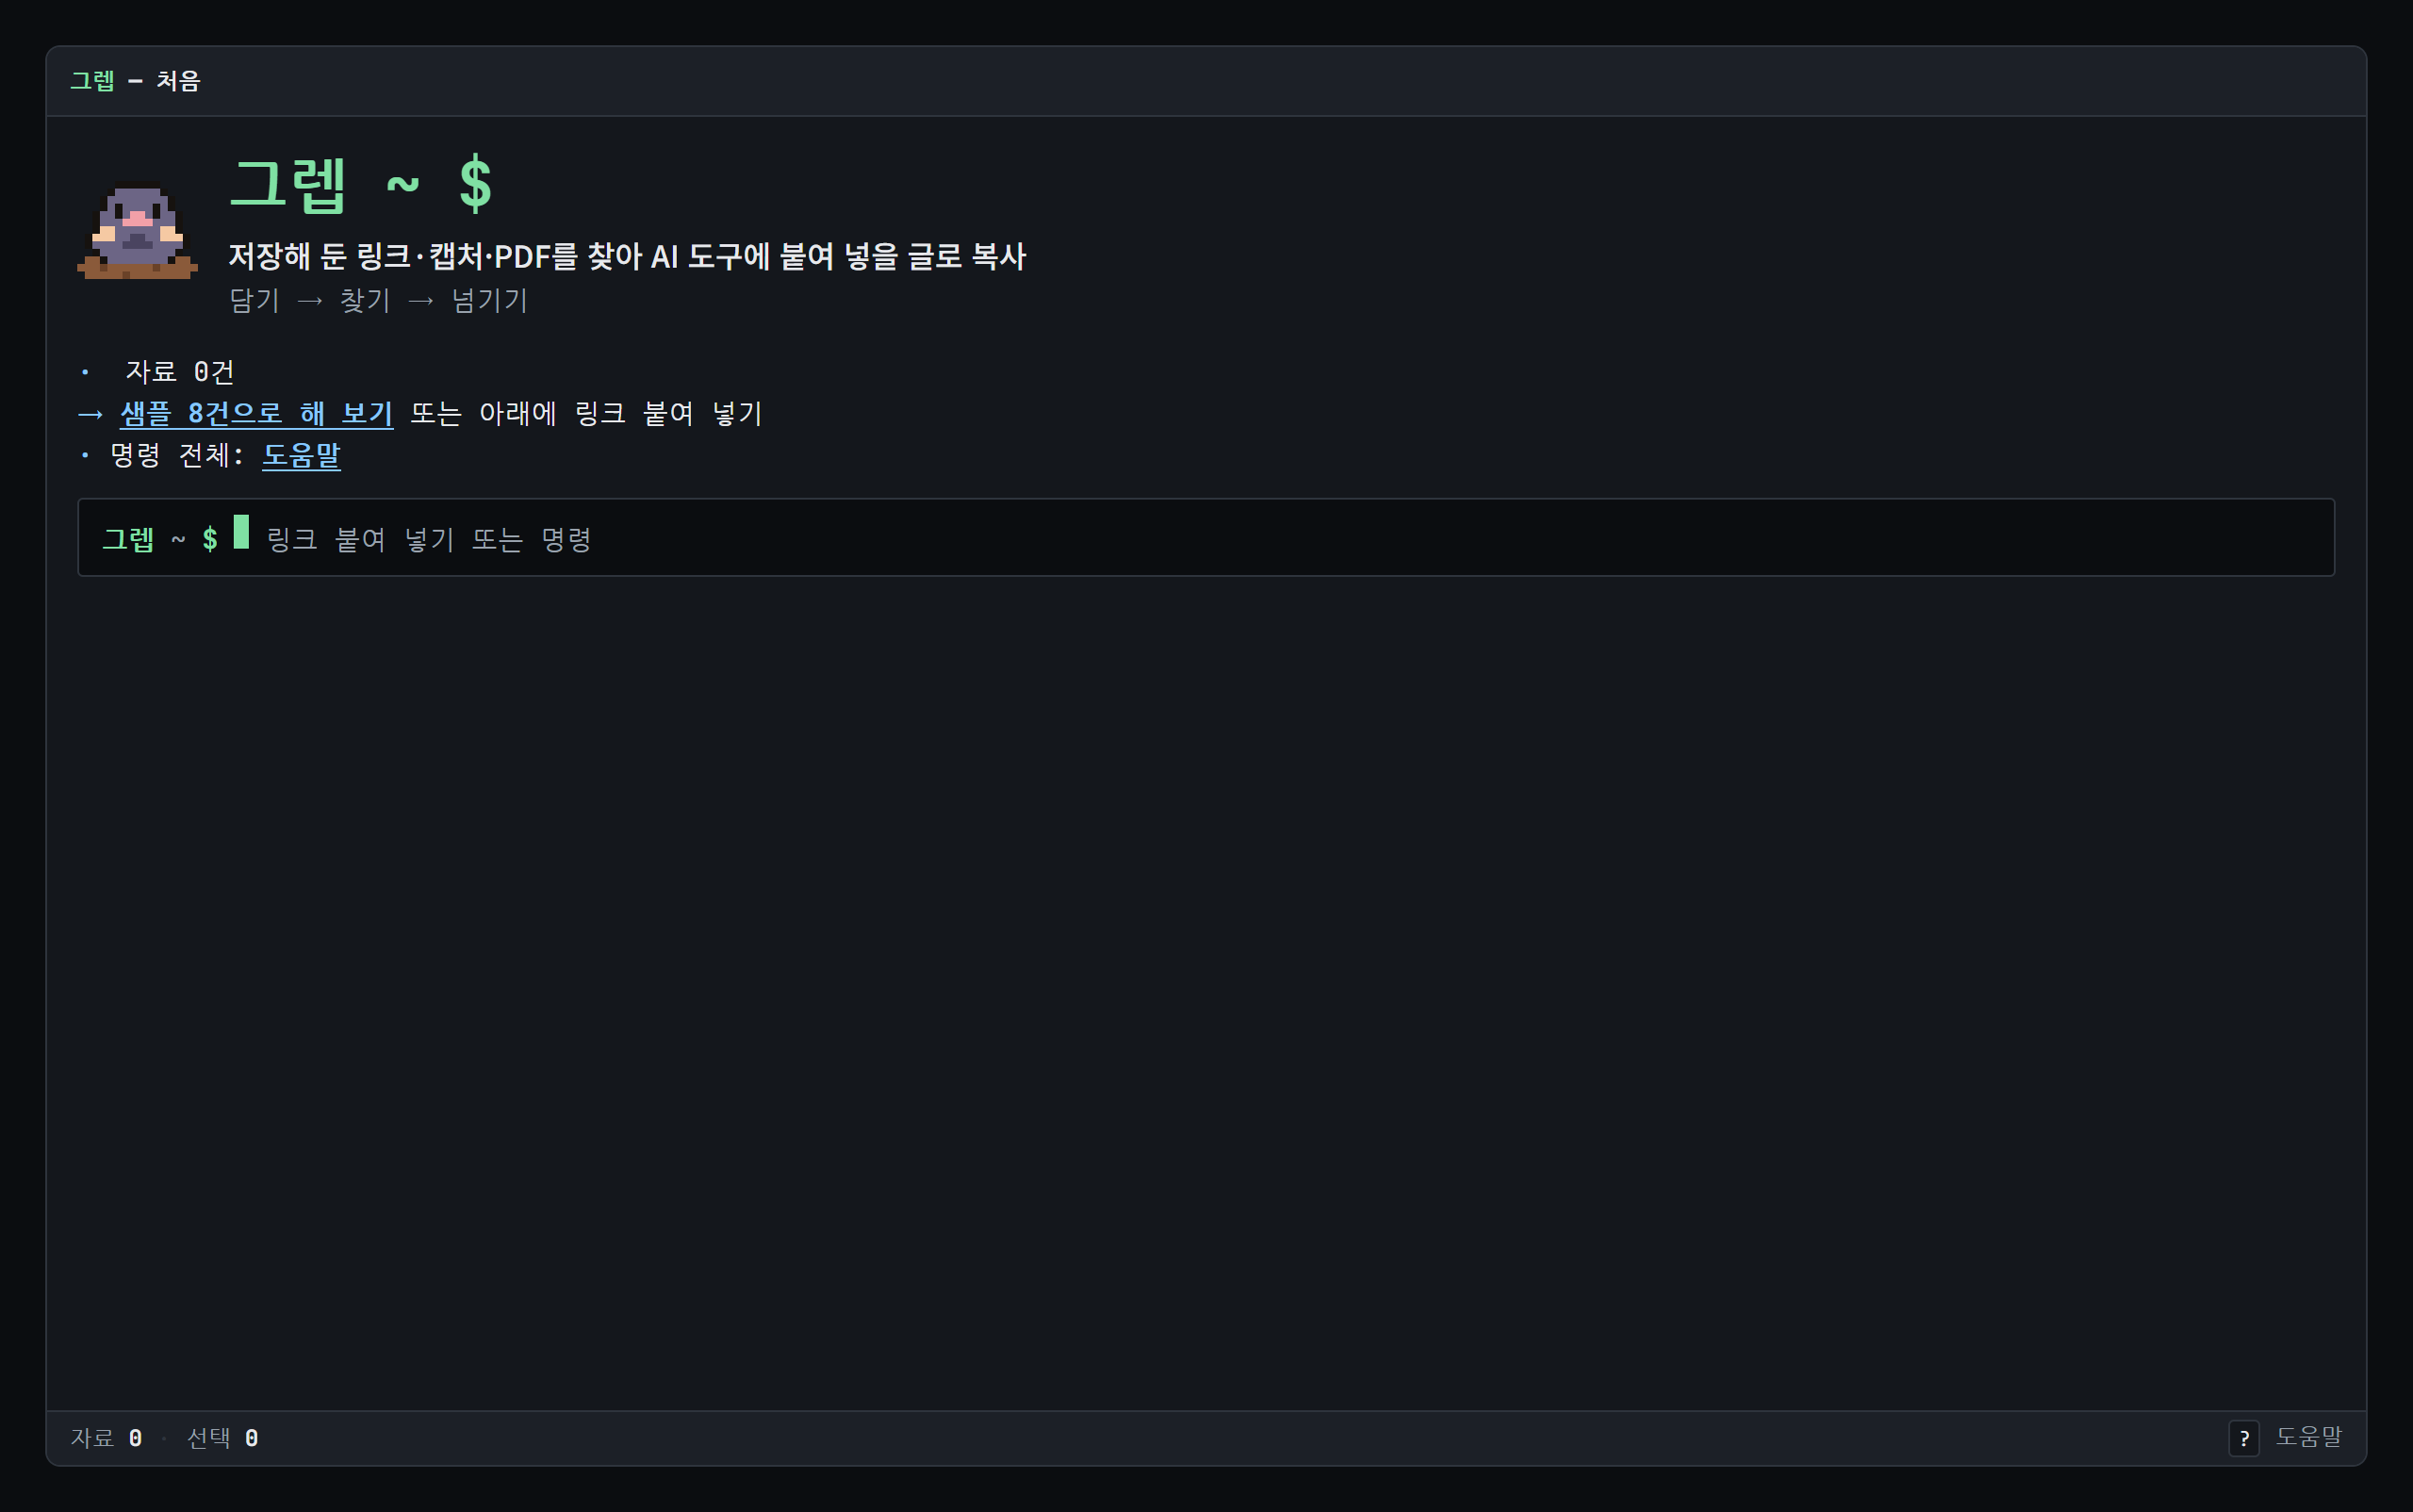 그렙 — 처음
그렙 ~ $
저장해 둔 링크·캡처·PDF를 찾아 AI 도구에 붙여 넣을 글로 복사
담기 → 찾기 → 넘기기
· 자료 0건
→ 샘플 8건으로 해 보기 또는 아래에 링크 붙여 넣기
· 명령 전체: 도움말
그렙 ~ $ 링크 붙여 넣기 또는 명령
자료 0 · 선택 0
? 도움말